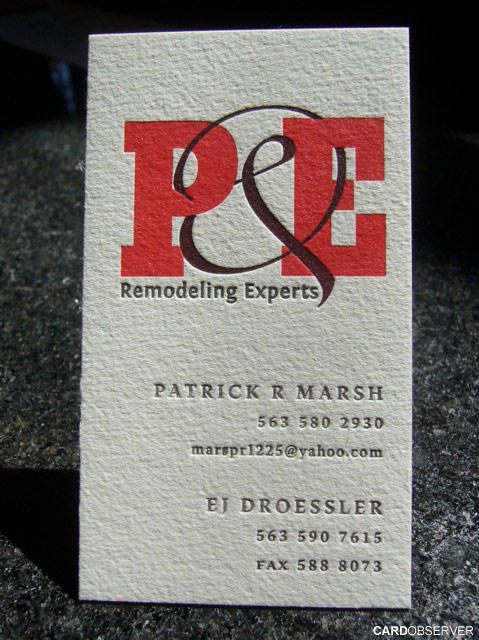 P&E
Remodeling Experts
PATRICK R MARSH
563 580 2930
marspr1225@yahoo.com
EJ DROESSLER
563 590 7615
FAX 588 8073
CARDOBSERVER